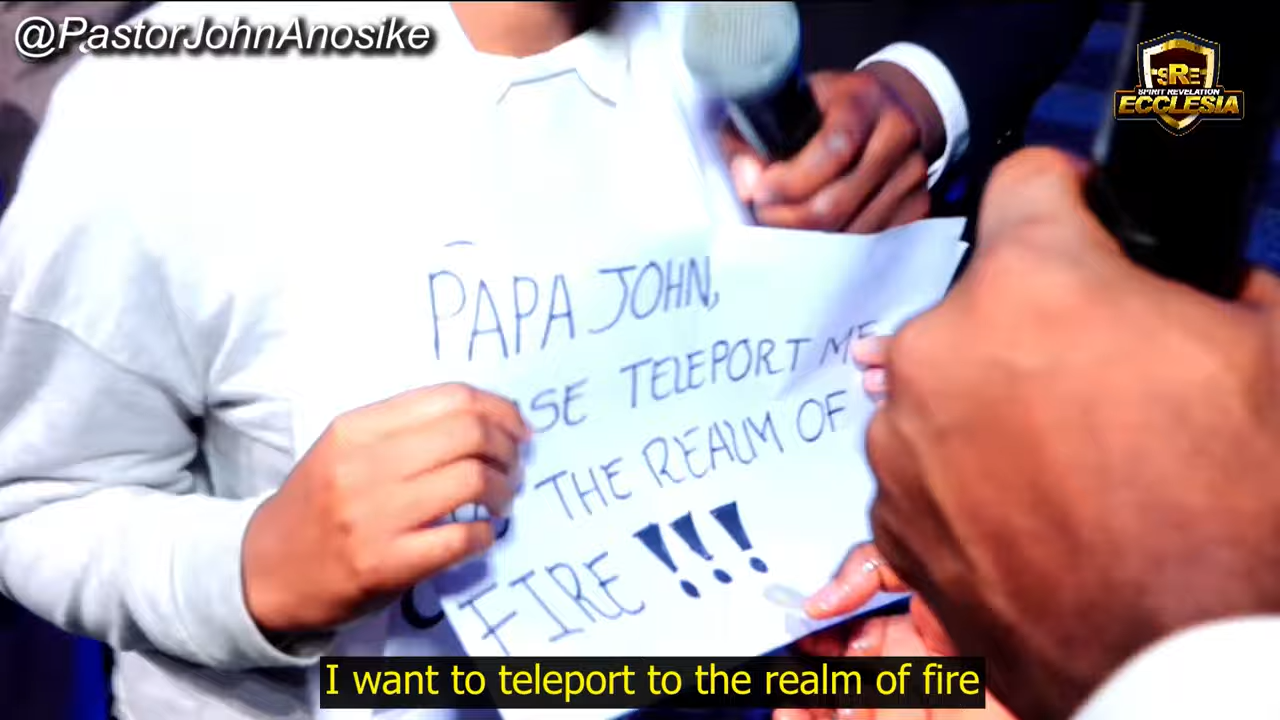 @PastorJohnAnosike
SRE
SPIRIT REVELATION
ECCLESIA
PAPA JOHN,
SE TELEPORT ME
THE REALM OF
FIRE!!!
I want to teleport to the realm of fire